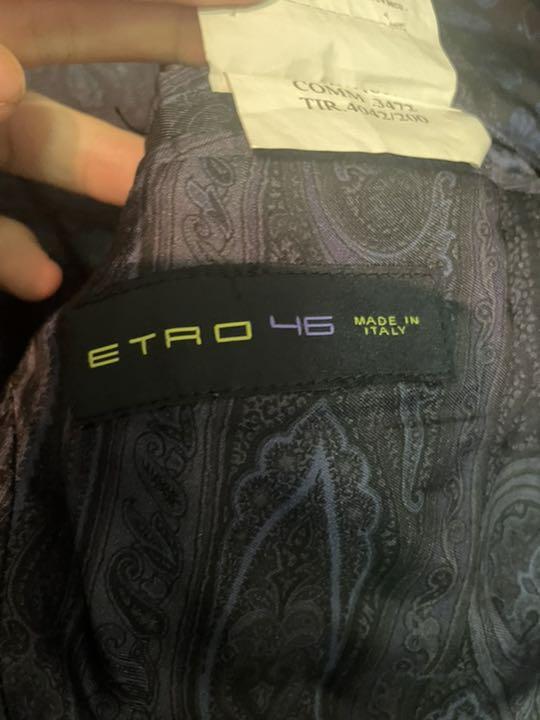 COMM 3472
TIR.4042/200
ETRO 46 MADE IN
ITALY